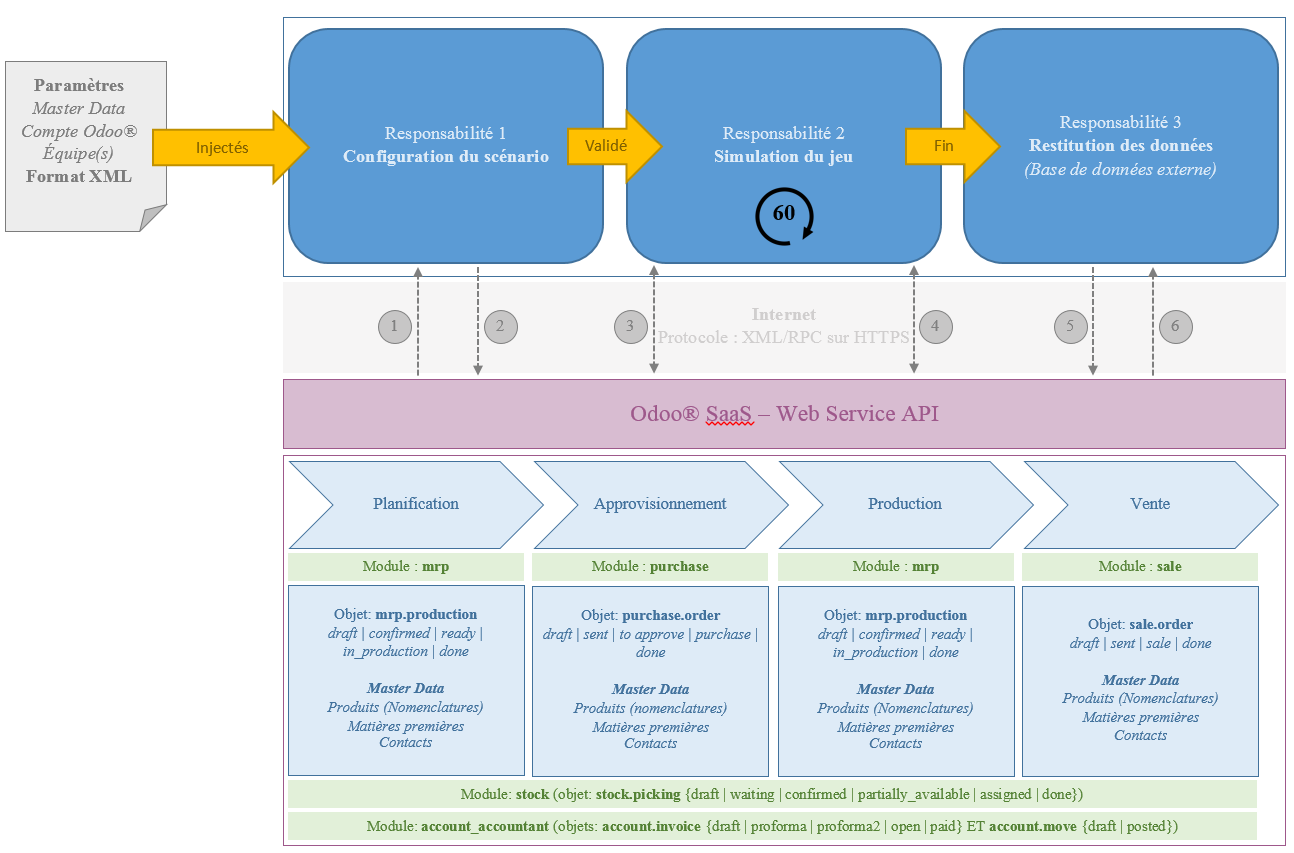 Paramètres
Master Data
Compte Odoo®
Équipe(s)
Format XML
Injectés
Responsabilité 1
Configuration du scénario
Validé
Responsabilité 2
Simulation du jeu
60
Fin
Responsabilité 3
Restitution des données
(Base de données externe)
1
2
3
Internet
Protocole : XML/RPC sur HTTPS
4
5
6
Odoo® SaaS – Web Service API
Planification
Approvisionnement
Production
Vente
Module : mrp
Module : purchase
Module : mrp
Module : sale
Objet: mrp.production
draft | confirmed | ready |
in_production | done
Master Data
Produits (Nomenclatures)
Matières premières
Contacts
Objet: purchase.order
draft | sent | to approve | purchase |
done
Master Data
Produits (nomenclatures)
Matières premières
Contacts
Objet: mrp.production
draft | confirmed | ready |
in_production | done
Master Data
Produits (Nomenclatures)
Matières premières
Contacts
Objet: sale.order
draft | sent | sale | done
Master Data
Produits (Nomenclatures)
Matières premières
Contacts
Module: stock (objet: stock.picking {draft | waiting | confirmed | partially_available | assigned | done})
Module: account_accountant (objets: account.invoice {draft | proforma | proforma2 | open | paid} ET account.move {draft | posted})